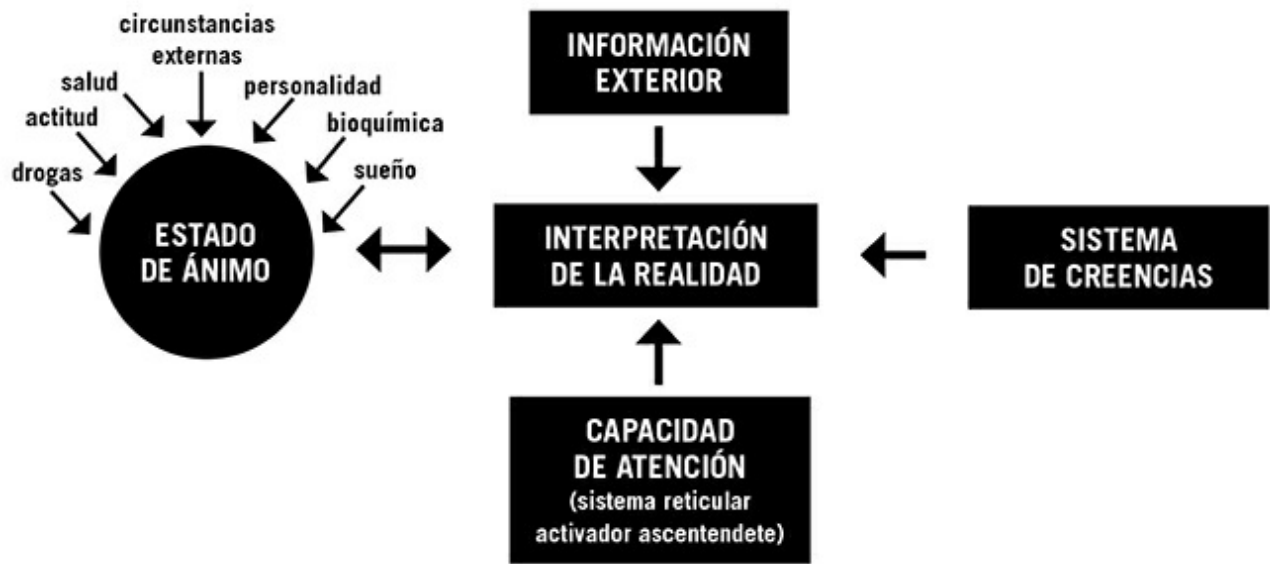 circunstancias
externas
salud
personalidad
actitud
bioquímica
drogas
sueño
ESTADO
DE ÁNIMO
INFORMACIÓN
EXTERIOR
INTERPRETACIÓN
DE LA REALIDAD
SISTEMA
DE CREENCIAS
CAPACIDAD
DE ATENCIÓN
(sistema reticular
activador ascentendete)